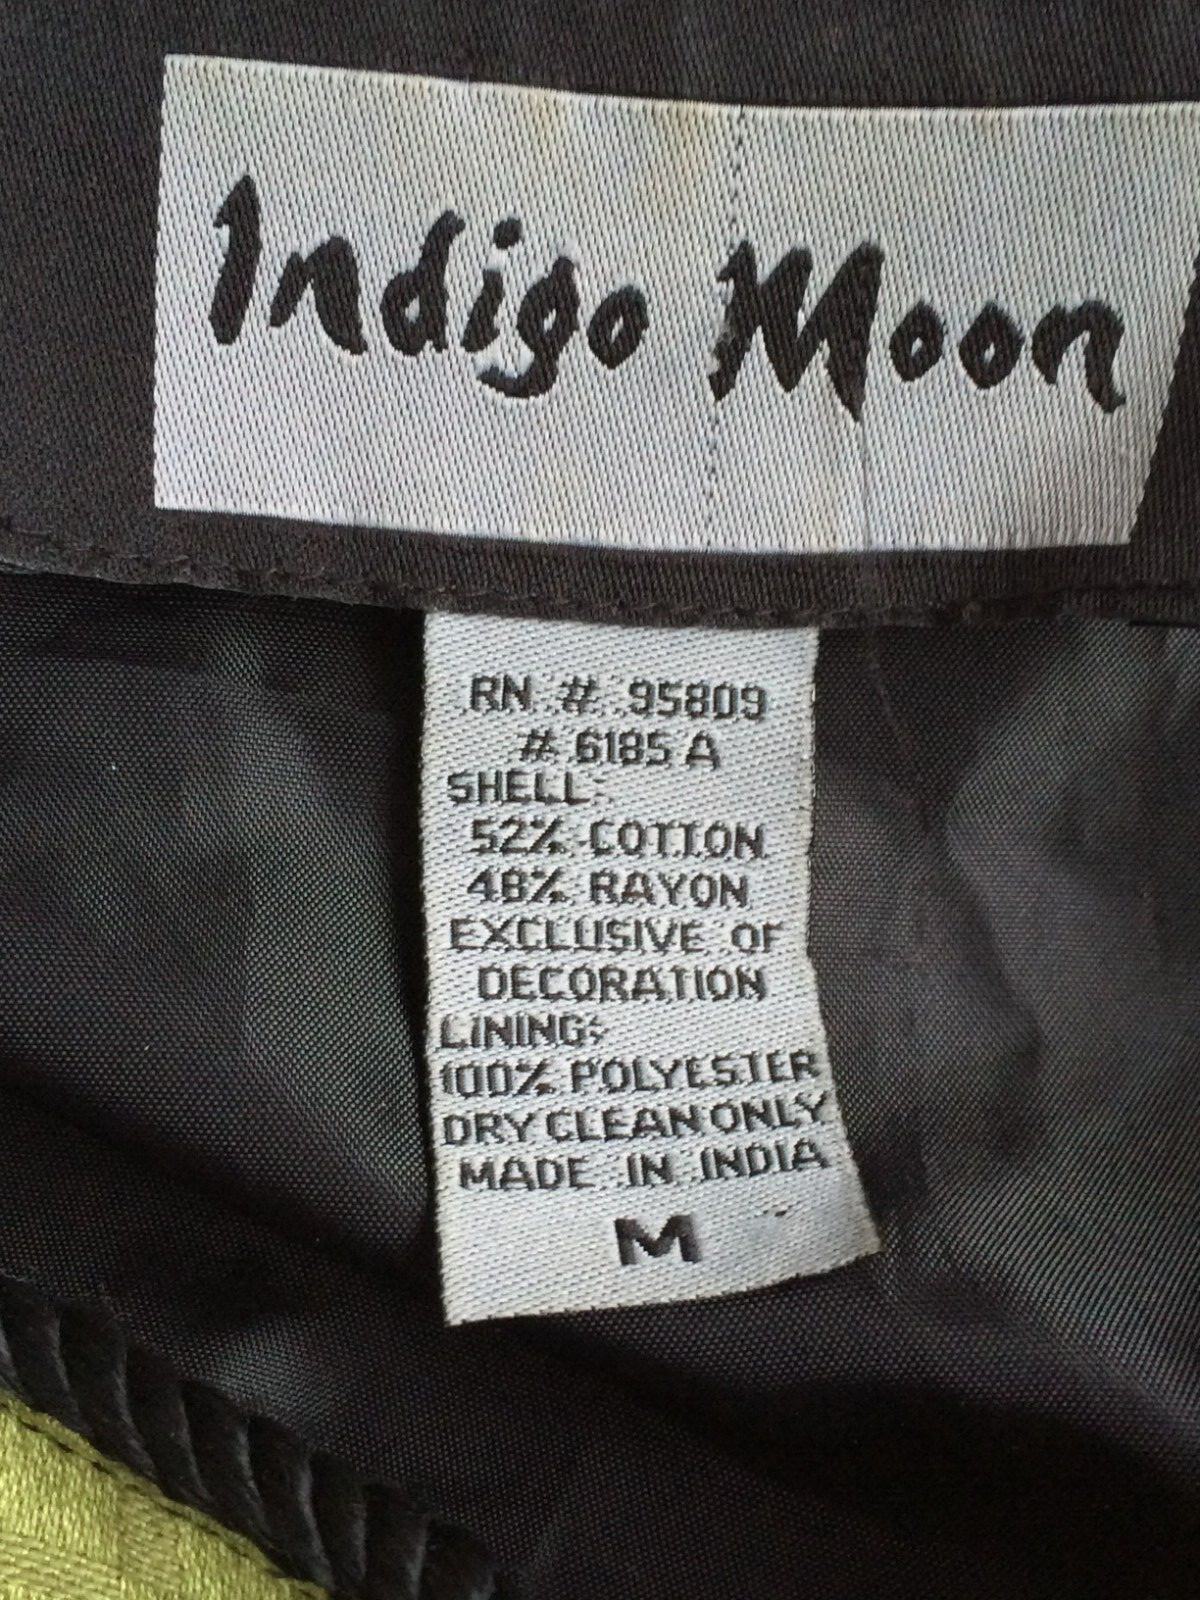 Indigo Moon
RN # 95809
# 6185 A
SHELL:
52% COTTON
48% RAYON
EXCLUSIVE OF
DECORATION
LINING:
100% POLYESTER
DRY CLEAN ONLY
MADE IN INDIA
M